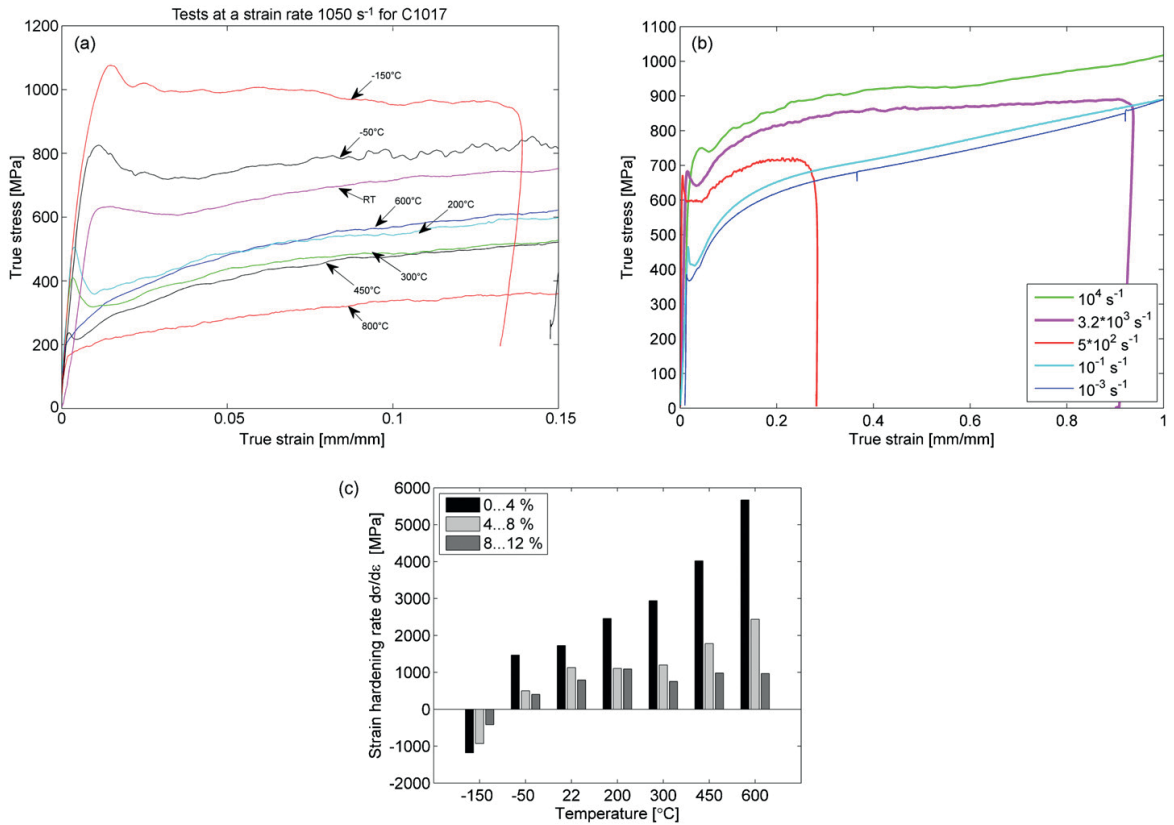 Tests at a strain rate 1050 s⁻¹ for C1017
(a)
True stress [MPa]
1200
1000
800
600
400
200
0
-150°C
-50°C
RT
600°C
200°C
300°C
450°C
800°C
0 0.05 0.1 0.15
True strain [mm/mm]
(b)
True stress [MPa]
1100
1000
900
800
700
600
500
400
300
200
100
0
10⁴ s⁻¹
3.2*10³ s⁻¹
5*10² s⁻¹
10⁻¹ s⁻¹
10⁻³ s⁻¹
0 0.2 0.4 0.6 0.8 1
True strain [mm/mm]
(c)
Strain hardening rate dσ/dε [MPa]
6000
5000
4000
3000
2000
1000
0
-1000
-2000
0...4 %
4...8 %
8...12 %
-150 -50 22 200 300 450 600
Temperature [°C]